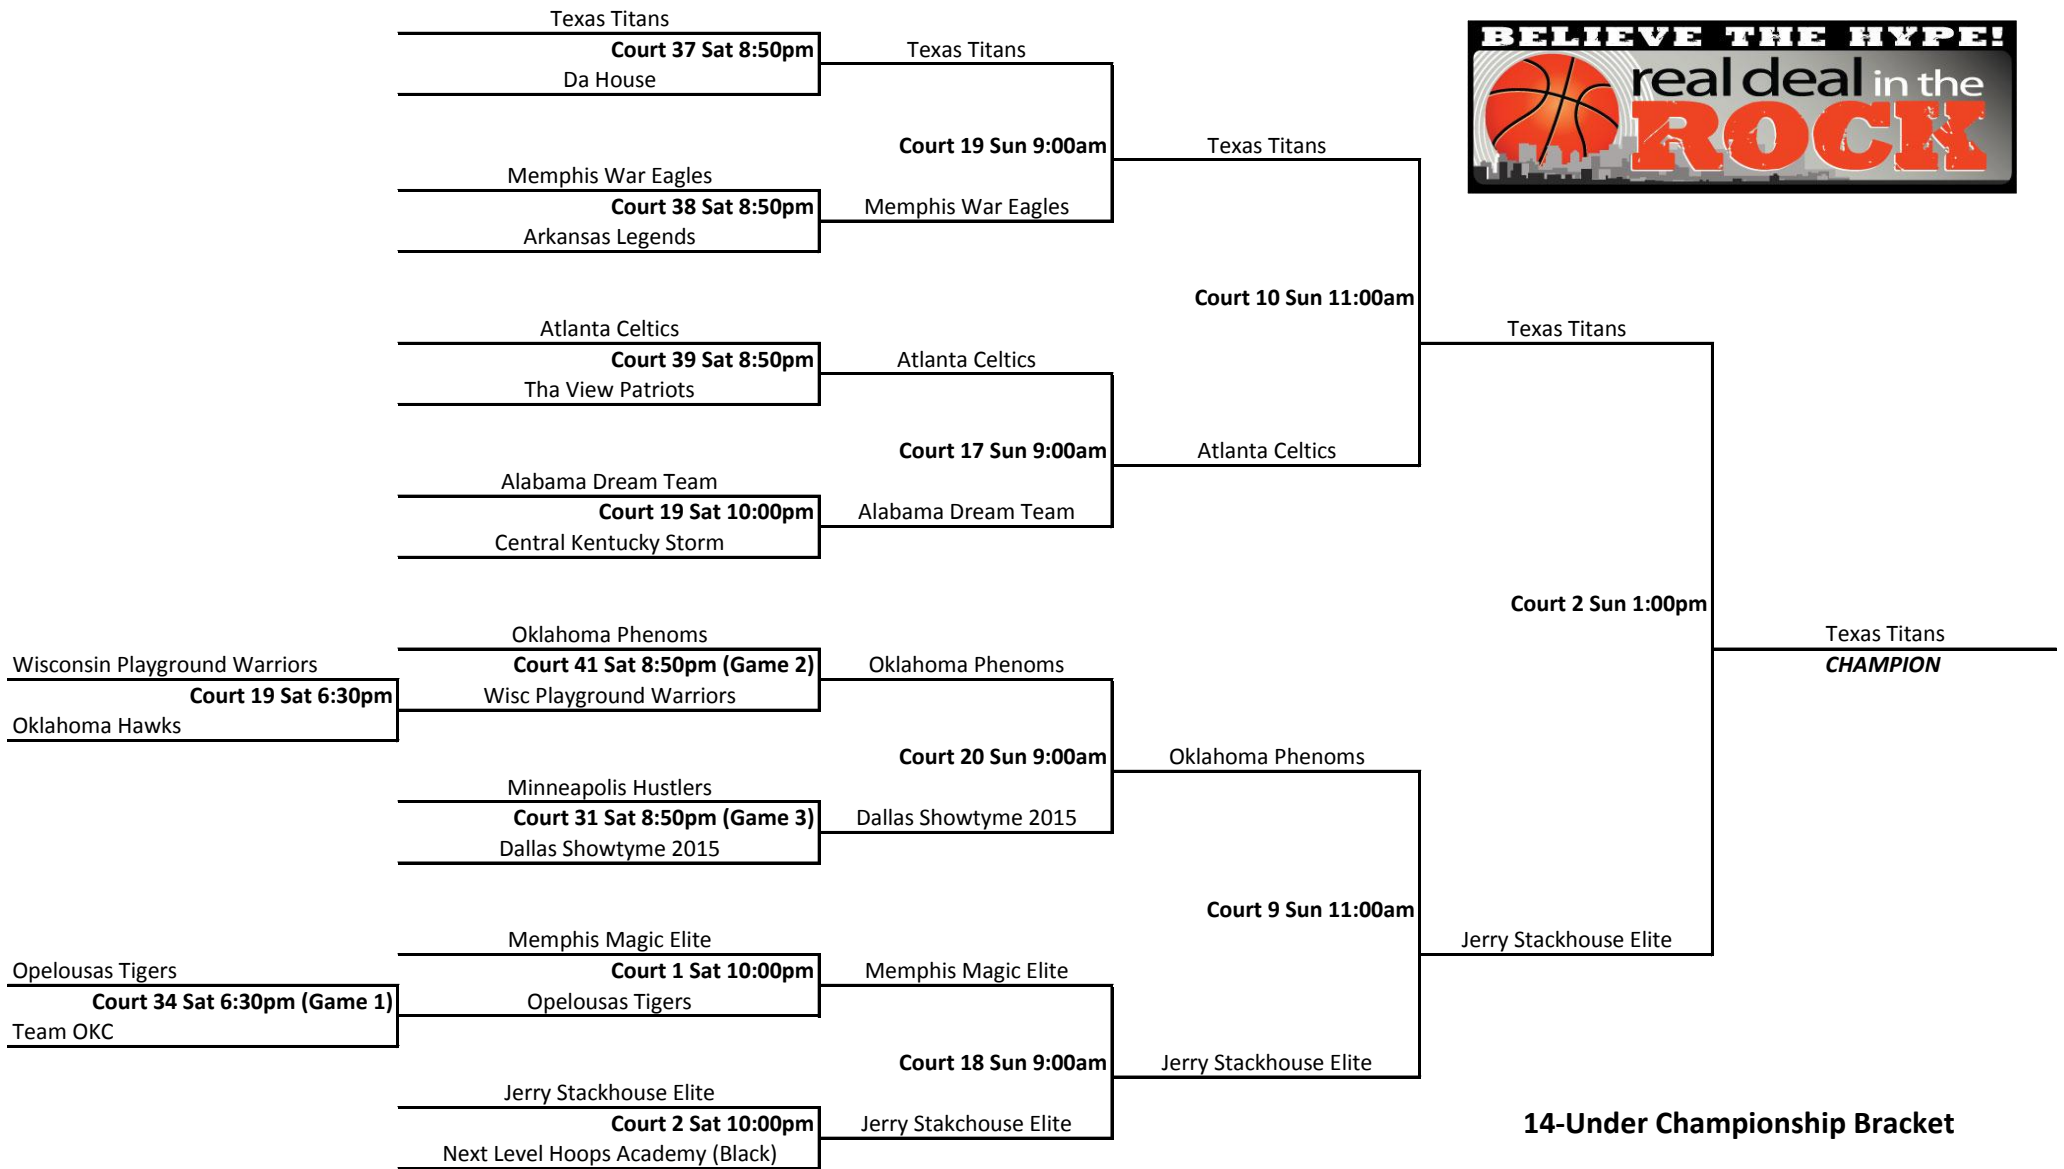 Texas Titans
Court 37 Sat 8:50pm
Da House
Texas Titans
Court 19 Sun 9:00am
Memphis War Eagles
Court 38 Sat 8:50pm
Arkansas Legends
Memphis War Eagles
Texas Titans
Court 10 Sun 11:00am
Atlanta Celtics
Court 39 Sat 8:50pm
Tha View Patriots
Atlanta Celtics
Court 17 Sun 9:00am
Alabama Dream Team
Court 19 Sat 10:00pm
Central Kentucky Storm
Alabama Dream Team
Atlanta Celtics
Texas Titans
Court 2 Sun 1:00pm
Texas Titans
CHAMPION
Wisconsin Playground Warriors
Court 19 Sat 6:30pm
Oklahoma Hawks
Oklahoma Phenoms
Court 41 Sat 8:50pm (Game 2)
Wisc Playground Warriors
Oklahoma Phenoms
Court 20 Sun 9:00am
Minneapolis Hustlers
Court 31 Sat 8:50pm (Game 3)
Dallas Showtyme 2015
Dallas Showtyme 2015
Oklahoma Phenoms
Court 9 Sun 11:00am
Opelousas Tigers
Court 34 Sat 6:30pm (Game 1)
Team OKC
Memphis Magic Elite
Court 1 Sat 10:00pm
Opelousas Tigers
Memphis Magic Elite
Court 18 Sun 9:00am
Jerry Stackhouse Elite
Court 2 Sat 10:00pm
Next Level Hoops Academy (Black)
Jerry Stakchouse Elite
Jerry Stackhouse Elite
Jerry Stackhouse Elite
BELIEVE THE HYPE!
real deal in the
ROCK
14-Under Championship Bracket